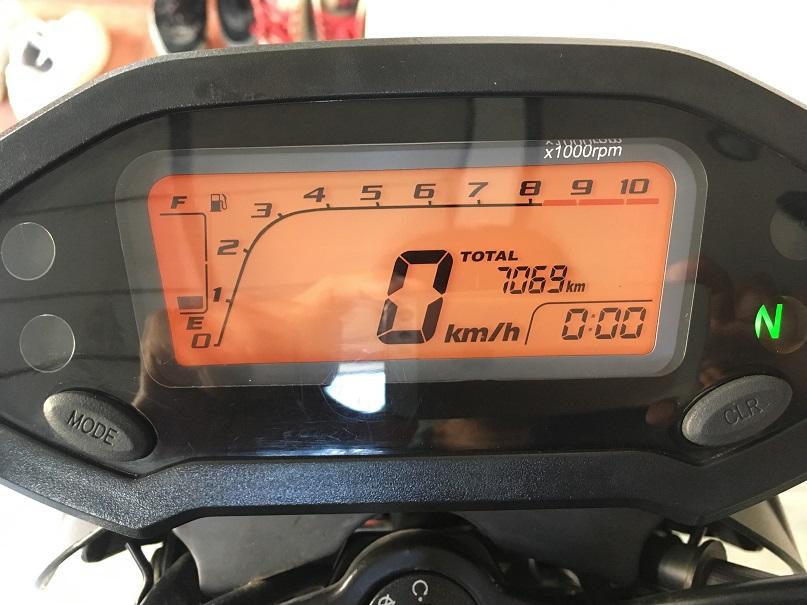 x1000rpm
F 3 4 5 6 7 8 9 10
2
TOTAL
7069 km
1
E
0 km/h 0:00
0
N
MODE CLR